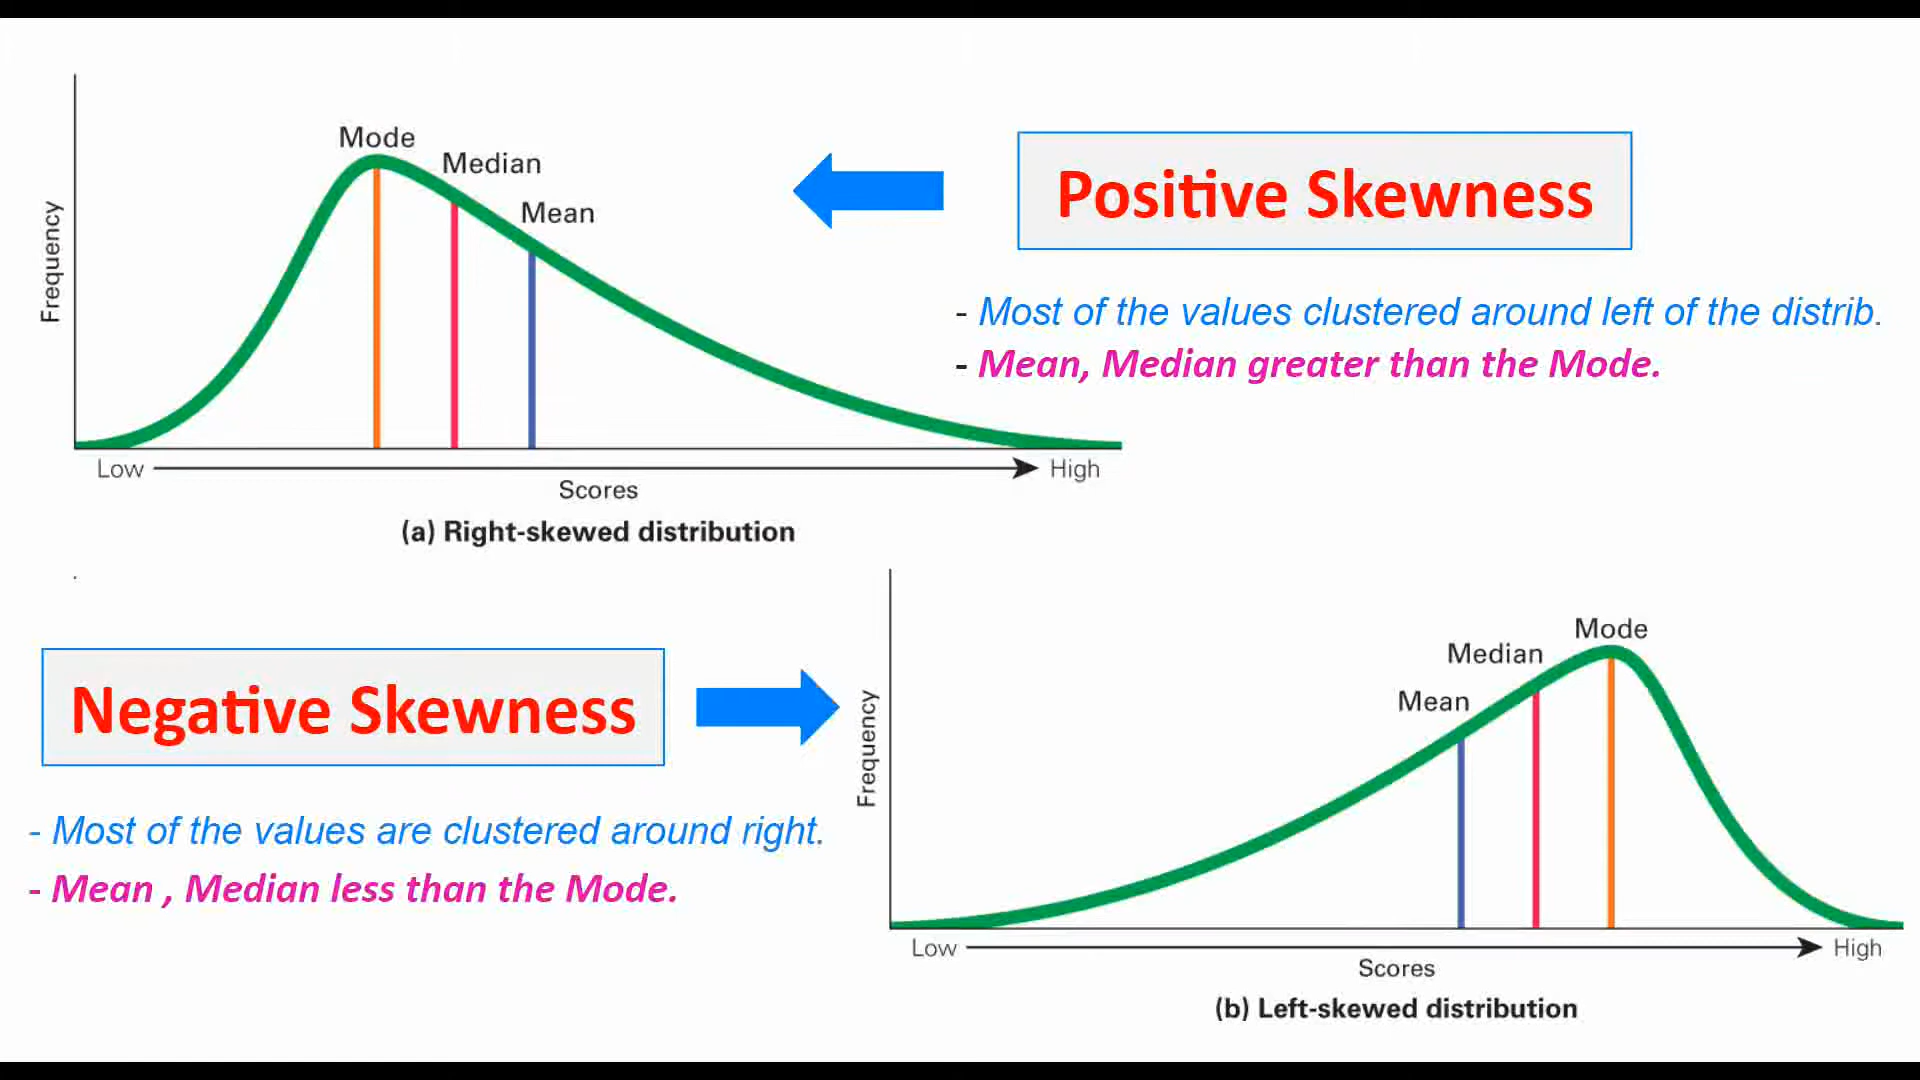 Mode
Median
Mean
Frequency
Low
High
Scores
(a) Right-skewed distribution
Positive Skewness
- Most of the values clustered around left of the distrib.
- Mean, Median greater than the Mode.
Negative Skewness
- Most of the values are clustered around right.
- Mean , Median less than the Mode.
Mode
Median
Mean
Frequency
Low
High
Scores
(b) Left-skewed distribution